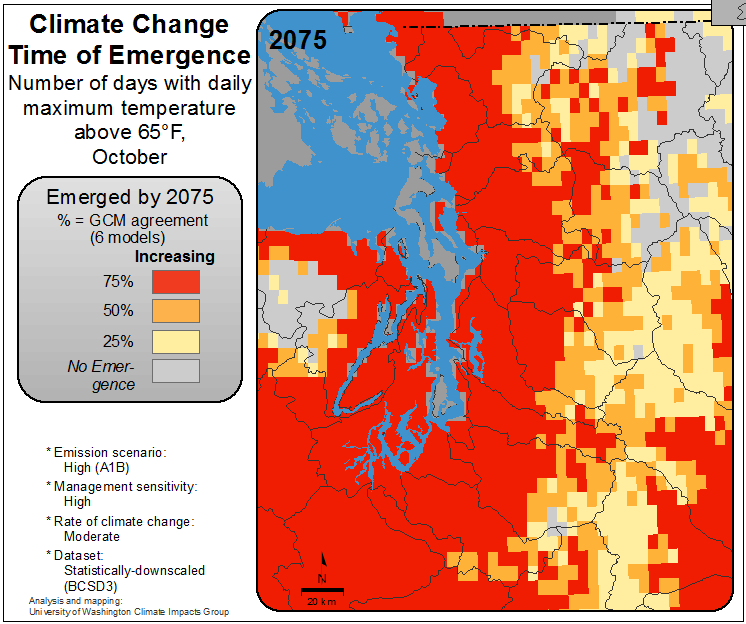 Climate Change
Time of Emergence
Number of days with daily
maximum temperature
above 65°F,
October
2075
Emerged by 2075
% = GCM agreement
(6 models)
Increasing
75%
50%
25%
No Emer-
gence
* Emission scenario:
High (A1B)
* Management sensitivity:
High
* Rate of climate change:
Moderate
* Dataset:
Statistically-downscaled
(BCSD3)
Analysis and mapping:
University of Washington Climate Impacts Group
N
20 km